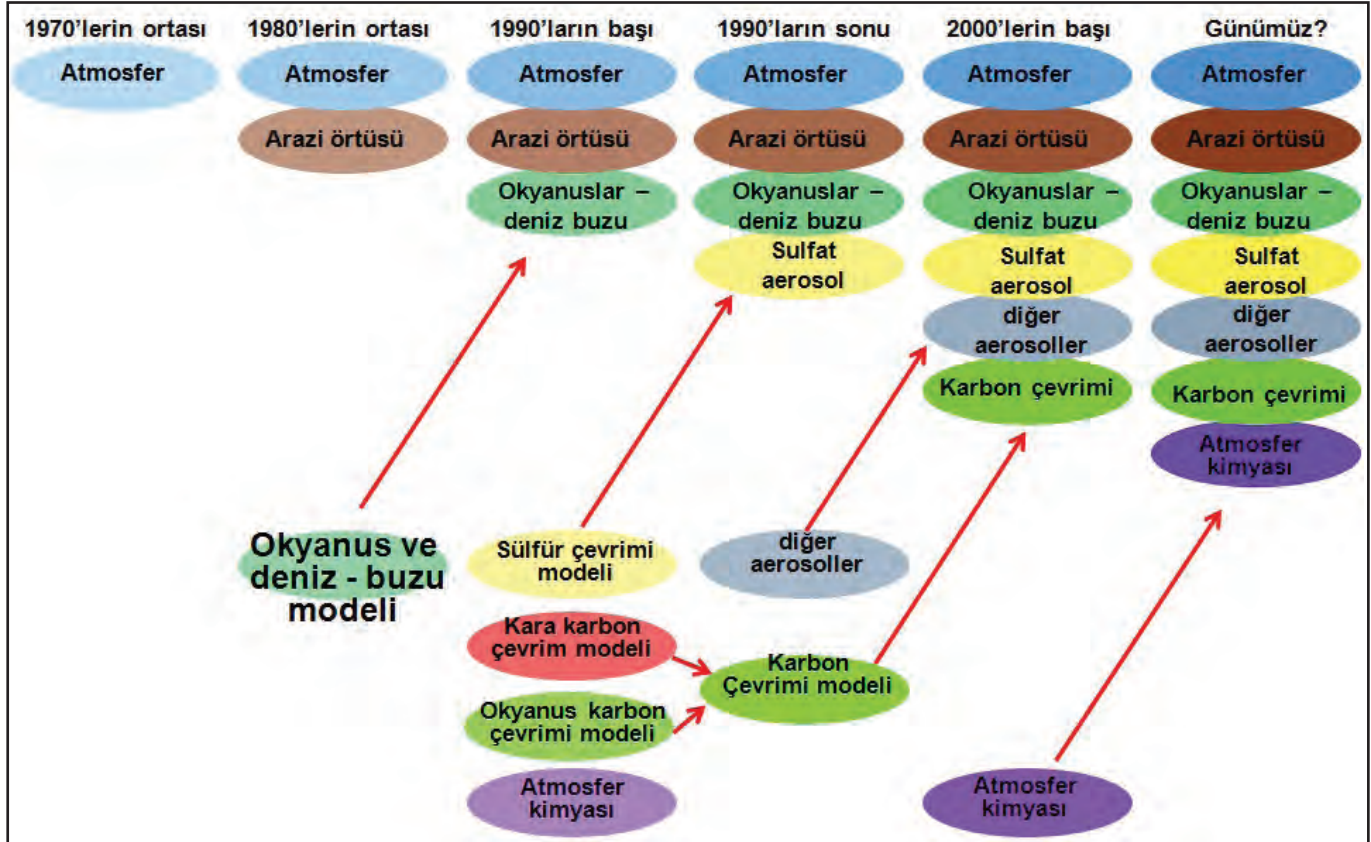 1970’lerin ortası
1980’lerin ortası
1990’ların başı
1990’ların sonu
2000’lerin başı
Günümüz?
Atmosfer
Atmosfer
Atmosfer
Atmosfer
Atmosfer
Atmosfer
Arazi örtüsü
Arazi örtüsü
Arazi örtüsü
Arazi örtüsü
Arazi örtüsü
Okyanuslar –
deniz buzu
Okyanuslar –
deniz buzu
Okyanuslar –
deniz buzu
Okyanuslar –
deniz buzu
Sulfat
aerosol
Sulfat
aerosol
Sulfat
aerosol
diğer
aerosoller
diğer
aerosoller
Karbon çevrimi
Karbon çevrimi
Atmosfer
kimyası
Okyanus ve
deniz - buzu
modeli
Sülfür çevrimi
modeli
diğer
aerosoller
Kara karbon
çevrim modeli
Karbon
Çevrimi modeli
Okyanus karbon
çevrimi modeli
Atmosfer
kimyası
Atmosfer
kimyası